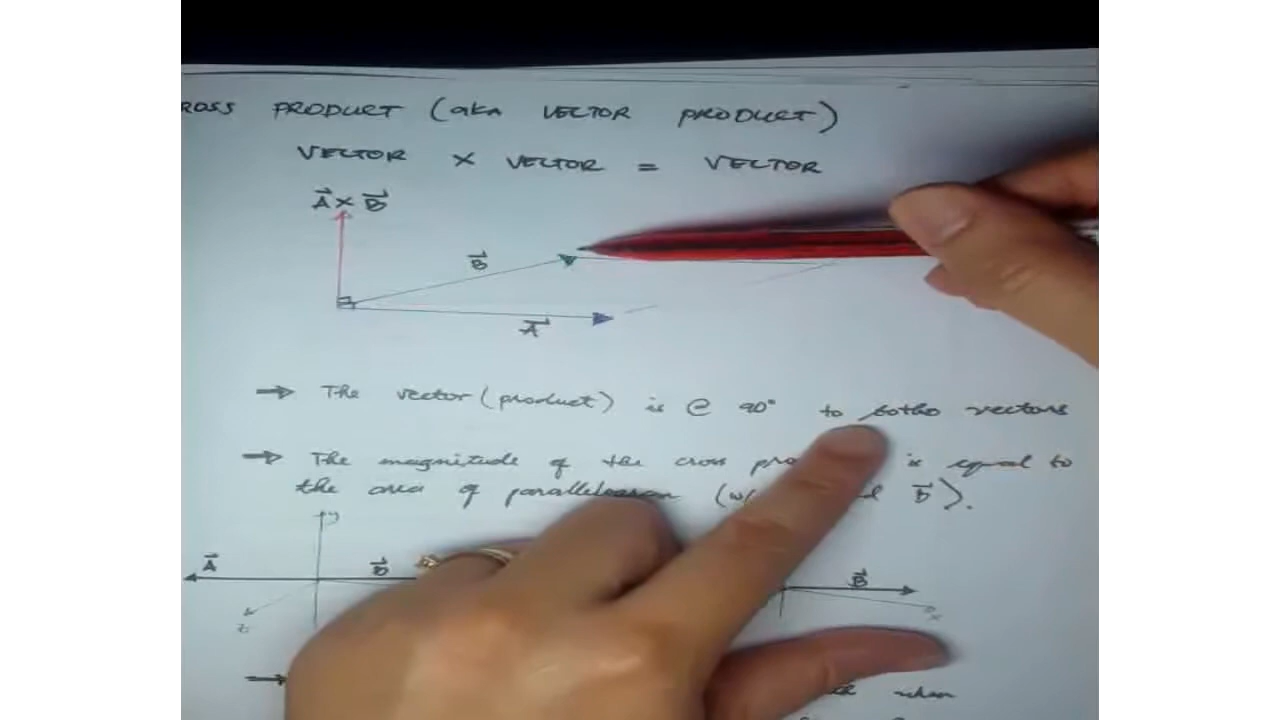 ROSS PRODUCT (aka VECTOR PRODUCT)
VECTOR × VECTOR = VECTOR
A⃗ × B⃗
B⃗
A⃗
⇒ The vector (product) is @ 90° to both vectors
⇒ The magnitude of the cross is equal to
the area of parallelogram (w/ B⃗).
y
A⃗ B⃗ B⃗
z x
when